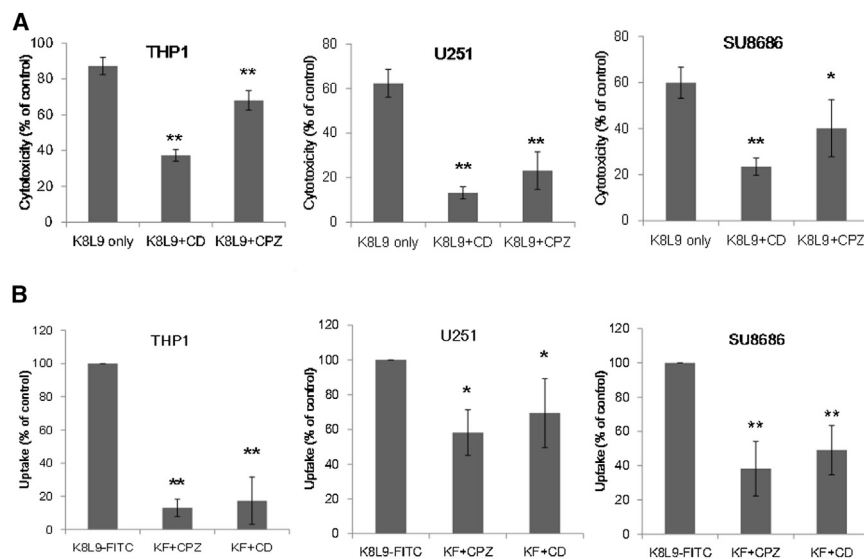 A
THP1
Cytotoxicity (% of control)
100
80
60
40
20
0
**
**
K8L9 only K8L9+CD K8L9+CPZ
U251
Cytotoxicity (% of control)
80
60
40
20
0
**
**
K8L9 only K8L9+CD K8L9+CPZ
SU8686
Cytotoxicity (% of control)
80
60
40
20
0
**
*
K8L9 only K8L9+CD K8L9+CPZ
B
THP1
Uptake (% of control)
120
100
80
60
40
20
0
**
**
K8L9-FITC KF+CPZ KF+CD
U251
Uptake (% of control)
120
100
80
60
40
20
0
*
*
K8L9-FITC KF+CPZ KF+CD
SU8686
Uptake (% of control)
120
100
80
60
40
20
0
**
**
K8L9-FITC KF+CPZ KF+CD